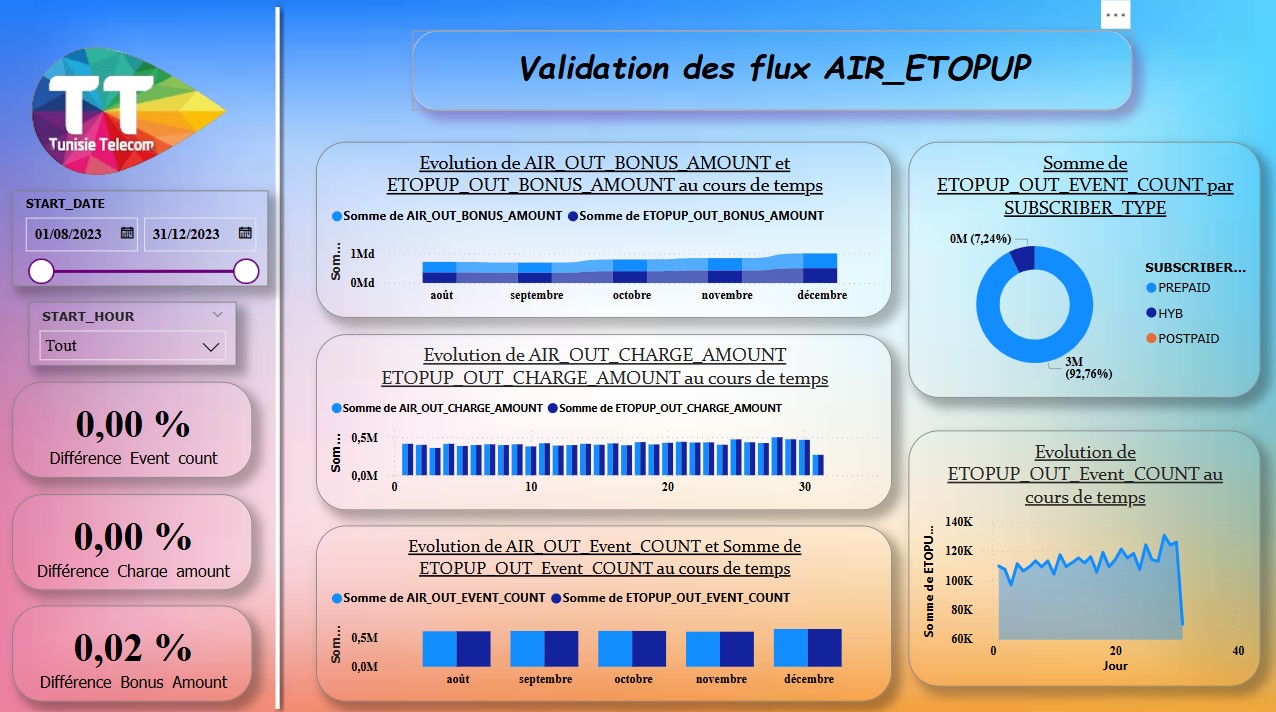 Validation des flux AIR_ETOPUP
TT
Tunisie Telecom
START_DATE
01/08/2023
31/12/2023
START_HOUR
Tout
0,00 %
Différence Event count
0,00 %
Différence Charge amount
0,02 %
Différence Bonus Amount
Evolution de AIR_OUT_BONUS_AMOUNT et
ETOPUP_OUT_BONUS_AMOUNT au cours de temps
Somme de AIR_OUT_BONUS_AMOUNT Somme de ETOPUP_OUT_BONUS_AMOUNT
Som...
1Md
0Md
août septembre octobre novembre décembre
Evolution de AIR_OUT_CHARGE_AMOUNT
ETOPUP_OUT_CHARGE_AMOUNT au cours de temps
Somme de AIR_OUT_CHARGE_AMOUNT Somme de ETOPUP_OUT_CHARGE_AMOUNT
Som...
0,5M
0,0M
0 10 20 30
Evolution de AIR_OUT_Event_COUNT et Somme de
ETOPUP_OUT_Event_COUNT au cours de temps
Somme de AIR_OUT_EVENT_COUNT Somme de ETOPUP_OUT_EVENT_COUNT
Som...
0,5M
0,0M
août septembre octobre novembre décembre
Somme de
ETOPUP_OUT_EVENT_COUNT par
SUBSCRIBER_TYPE
0M (7,24%)
3M
(92,76%)
SUBSCRIBER...
PREPAID
HYB
POSTPAID
Evolution de
ETOPUP_OUT_Event_COUNT au
cours de temps
Somme de ETOPU...
140K
120K
100K
80K
60K
0 20 40
Jour